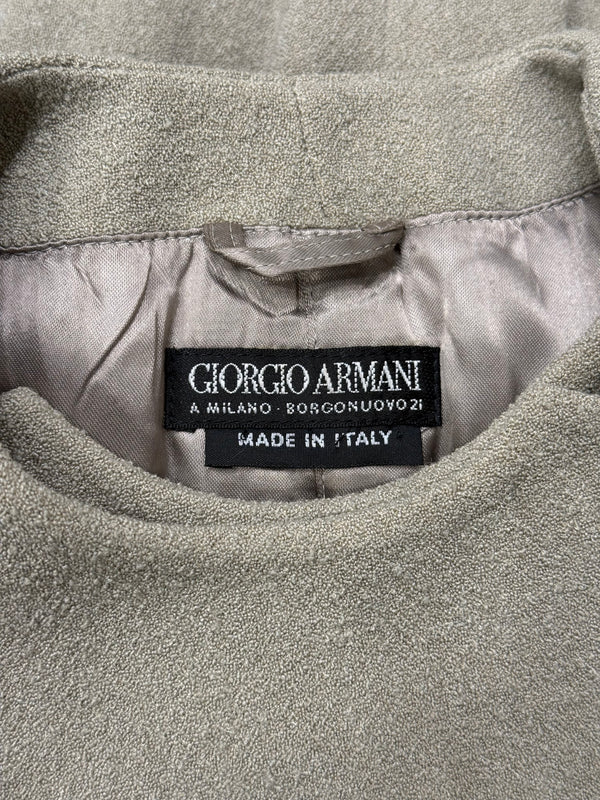 GIORGIO ARMANI
A MILANO · BORGONUOVO 21
MADE IN ITALY